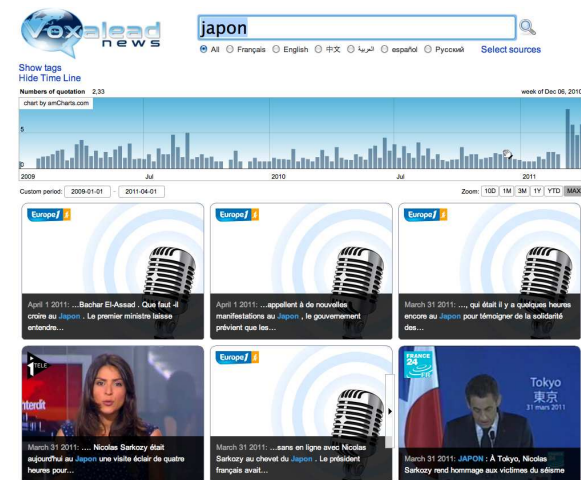 Voxalead
news
japon
All Français English 中文 العربية español Русский Select sources
Show tags
Hide Time Line
Numbers of quotation 2,33 week of Dec 06, 2010
chart by amCharts.com
5
0
2009 Jul 2010 Jul 2011
Custom period: 2009-01-01 - 2011-04-01 Zoom: 10D 1M 3M 1Y YTD MAX
Europe 1
April 1 2011: ...Bachar El-Assad . Que faut -il
croire au Japon . Le premier ministre laisse
entendre...
Europe 1
April 1 2011: ...appellent à de nouvelles
manifestations au Japon , le gouvernement
prévient que les...
Europe 1
March 31 2011: ..., qui était il y a quelques heures
encore au Japon pour témoigner de la solidarité
des...
TELE
interdit
March 31 2011: .... Nicolas Sarkozy était
aujourd'hui au Japon une visite éclair de quatre
heures pour...
Europe 1
March 31 2011: ...sans en ligne avec Nicolas
Sarkozy au chevet du Japon . Le président
français avait...
FRANCE
24
Tokyo
東京
31 mars 2011
March 31 2011: JAPON : À Tokyo, Nicolas
Sarkozy rend hommage aux victimes du séisme